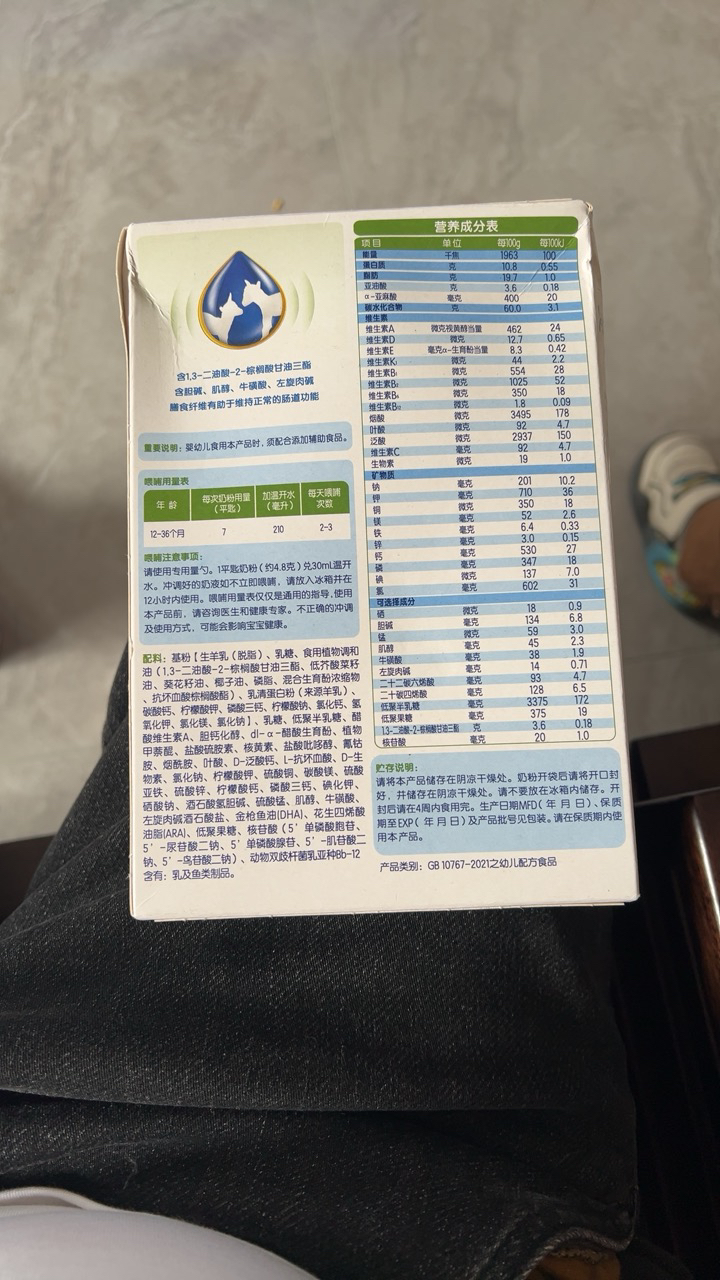 含1,3-二油酸-2-棕榈酸甘油三酯
含胆碱、肌醇、牛磺酸、左旋肉碱
膳食纤维有助于维持正常的肠道功能
重要说明：婴幼儿食用本产品时，须配合添加辅助食品。
喂哺用量表
年 龄 每次奶粉用量（平匙） 加温开水（毫升） 每天喂哺次数
12-36个月 7 210 2-3
喂哺注意事项：
请使用专用量勺。1平匙奶粉（约4.8克）兑30mL温开
水。冲调好的奶液如不立即喂哺，请放入冰箱并在
12小时内使用。喂哺用量表仅仅是通用的指导，使用
本产品前，请咨询医生和健康专家。不正确的冲调
及使用方式，可能会影响宝宝健康。
配料：基粉【生羊乳（脱脂）、乳糖、食用植物调和
油（1,3-二油酸-2-棕榈酸甘油三酯、低芥酸菜籽
油、葵花籽油、椰子油、磷脂、混合生育酚浓缩物
、抗坏血酸棕榈酸酯）、乳清蛋白粉（来源羊乳）、
碳酸钙、柠檬酸钾、磷酸三钙、柠檬酸钠、氯化钙、氢
氧化钾、氯化镁、氯化钠】、乳糖、低聚半乳糖、醋
酸维生素A、胆钙化醇、dl-α-醋酸生育酚、植物
甲萘醌、盐酸硫胺素、核黄素、盐酸吡哆醇、氰钴
胺、烟酰胺、叶酸、D-泛酸钙、L-抗坏血酸、D-生
物素、氯化钠、柠檬酸钾、硫酸铜、碳酸镁、硫酸
亚铁、硫酸锌、柠檬酸钙、磷酸三钙、碘化钾、
硒酸钠、酒石酸氢胆碱、硫酸锰、肌醇、牛磺酸、
左旋肉碱酒石酸盐、金枪鱼油(DHA)、花生四烯酸
油脂(ARA)、低聚果糖、核苷酸（5’单磷酸胞苷、
5’-尿苷酸二钠、5’单磷酸腺苷、5’-肌苷酸二
钠、5’-鸟苷酸二钠）、动物双歧杆菌乳亚种Bb-12
含有：乳及鱼类制品。
营养成分表
项目 单位 每100g 每100kJ
能量 千焦 1963 100
蛋白质 克 10.8 0.55
脂肪 克 19.7 1.0
亚油酸 克 3.6 0.18
α-亚麻酸 毫克 400 20
碳水化合物 克 60.0 3.1
维生素
维生素A 微克视黄醇当量 462 24
维生素D 微克 12.7 0.65
维生素E 毫克α-生育酚当量 8.3 0.42
维生素K₁ 微克 44 2.2
维生素B₁ 微克 554 28
维生素B₂ 微克 1025 52
维生素B₆ 微克 350 18
维生素B₁₂ 微克 1.8 0.09
烟酸 微克 3495 178
叶酸 微克 92 4.7
泛酸 微克 2937 150
维生素C 毫克 92 4.7
生物素 微克 19 1.0
矿物质
钠 毫克 201 10.2
钾 毫克 710 36
铜 微克 350 18
镁 毫克 52 2.6
铁 毫克 6.4 0.33
锌 毫克 3.0 0.15
钙 毫克 530 27
磷 毫克 347 18
碘 微克 137 7.0
氯 毫克 602 31
可选择成分
硒 微克 18 0.9
胆碱 毫克 134 6.8
锰 微克 59 3.0
肌醇 毫克 45 2.3
牛磺酸 毫克 38 1.9
左旋肉碱 毫克 14 0.71
二十二碳六烯酸 毫克 93 4.7
二十碳四烯酸 毫克 128 6.5
低聚半乳糖 毫克 3375 172
低聚果糖 毫克 375 19
1,3-二油酸-2-棕榈酸甘油三酯 克 3.6 0.18
核苷酸 毫克 20 1.0
贮存说明：
请将本产品储存在阴凉干燥处。奶粉开袋后请将开口封
好，并储存在阴凉干燥处。请不要放在冰箱内储存。开
封后请在4周内食用完。生产日期MFD（年 月 日）、保质
期至EXP（年 月 日）及产品批号见包装。请在保质期内使
用本产品。
产品类别：GB 10767-2021之幼儿配方食品